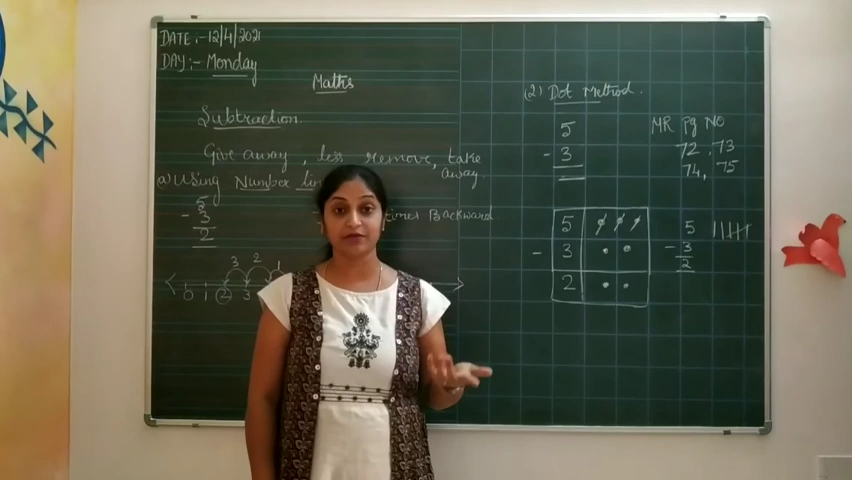 DATE :- 12/4/2021
DAY :- Monday
Maths
Subtraction.
Give away, less remove, take away.
a) Using Number
5
- 3
2
times Backward
3 2 1
0 1 2 3
(2) Dot Method.
5
- 3
MR Pg No
72, 73
74, 75
5
- 3
2
5
- 3
2